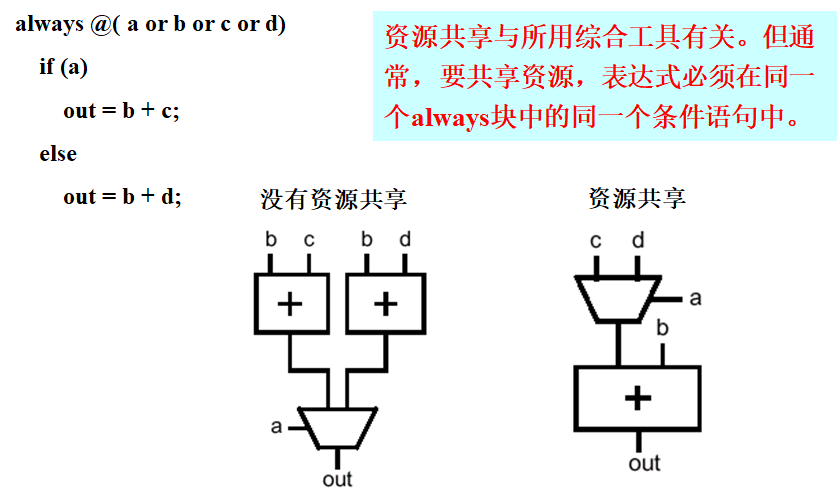 always @( a or b or c or d)
if (a)
out = b + c;
else
out = b + d;
资源共享与所用综合工具有关。但通
常，要共享资源，表达式必须在同一
个always块中的同一个条件语句中。
没有资源共享
b c b d
+ +
a
out
资源共享
c d
a
b
+
out